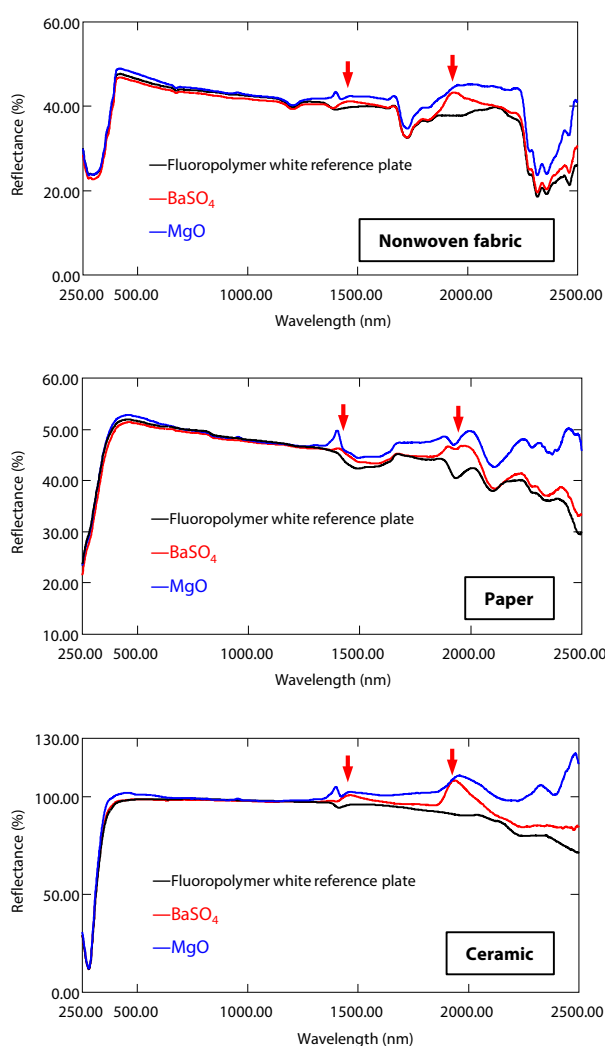 60.00
40.00
20.00
0.00
Reflectance (%)
Fluoropolymer white reference plate
BaSO₄
MgO
Nonwoven fabric
250.00 500.00 1000.00 1500.00 2000.00 2500.00
Wavelength (nm)
60.00
50.00
40.00
30.00
20.00
10.00
Reflectance (%)
Fluoropolymer white reference plate
BaSO₄
MgO
Paper
250.00 500.00 1000.00 1500.00 2000.00 2500.00
Wavelength (nm)
130.00
100.00
50.00
0.00
Reflectance (%)
Fluoropolymer white reference plate
BaSO₄
MgO
Ceramic
250.00 500.00 1000.00 1500.00 2000.00 2500.00
Wavelength (nm)